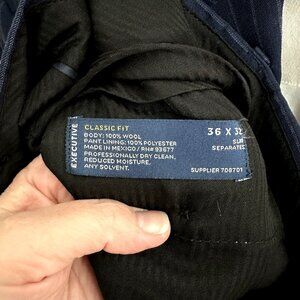 EXECUTIVE
CLASSIC FIT
BODY: 100% WOOL
PANT LINING: 100% POLYESTER
MADE IN MEXICO / RN# 93677
PROFESSIONALLY DRY CLEAN,
REDUCED MOISTURE,
ANY SOLVENT.
36 X 32
SUIT
SEPARATES
SUPPLIER 708701